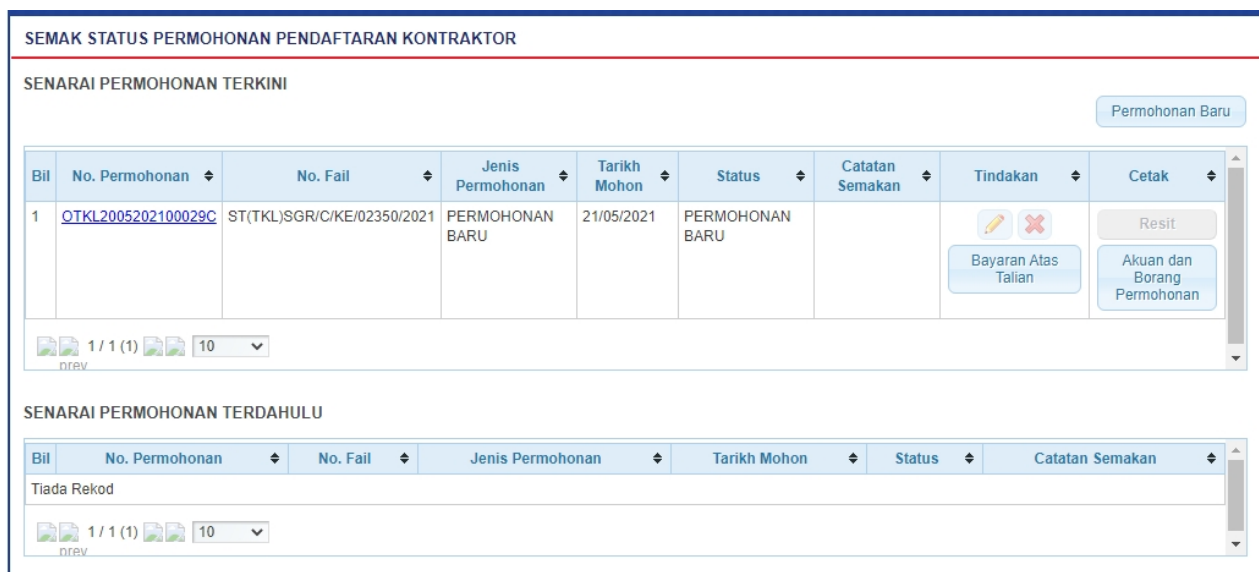 SEMAK STATUS PERMOHONAN PENDAFTARAN KONTRAKTOR
SENARAI PERMOHONAN TERKINI
Permohonan Baru
Bil No. Permohonan No. Fail Jenis Permohonan Tarikh Mohon Status Catatan Semakan Tindakan Cetak
1 OTKL2005202100029C ST(TKL)SGR/C/KE/02350/2021 PERMOHONAN BARU 21/05/2021 PERMOHONAN BARU Resit
Bayaran Atas Talian Akuan dan Borang Permohonan
1 / 1 (1) 10
prev
SENARAI PERMOHONAN TERDAHULU
Bil No. Permohonan No. Fail Jenis Permohonan Tarikh Mohon Status Catatan Semakan
Tiada Rekod
1 / 1 (1) 10
prev